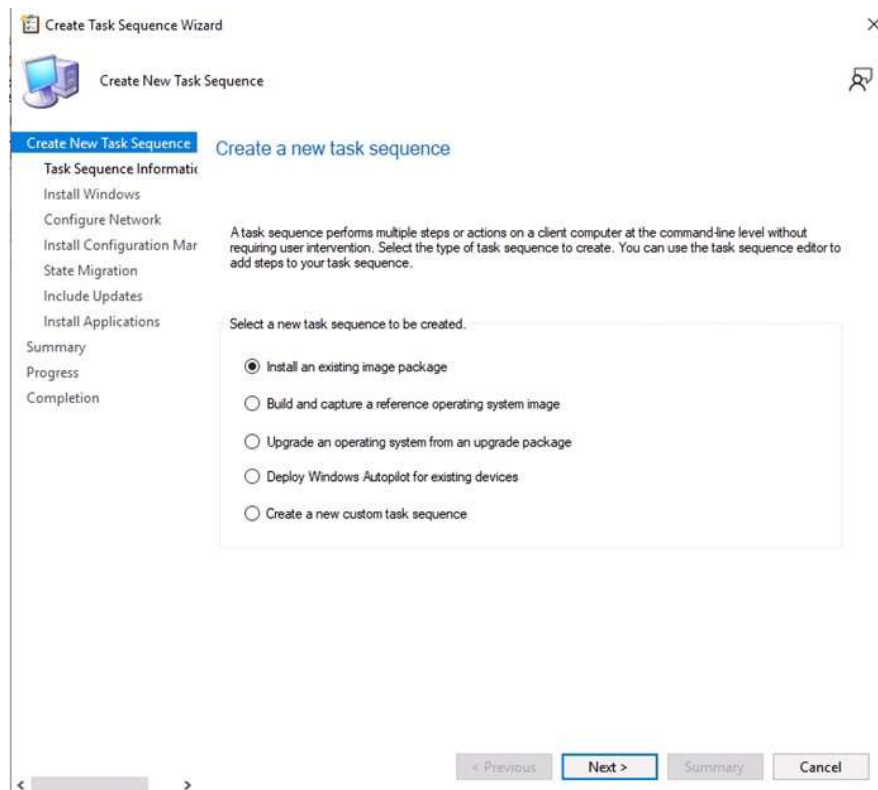 Create Task Sequence Wizard
Create New Task Sequence
Create New Task Sequence
Task Sequence Informatic
Install Windows
Configure Network
Install Configuration Mar
State Migration
Include Updates
Install Applications
Summary
Progress
Completion
Create a new task sequence
A task sequence performs multiple steps or actions on a client computer at the command-line level without
requiring user intervention. Select the type of task sequence to create. You can use the task sequence editor to
add steps to your task sequence.
Select a new task sequence to be created.
Install an existing image package
Build and capture a reference operating system image
Upgrade an operating system from an upgrade package
Deploy Windows Autopilot for existing devices
Create a new custom task sequence
< Previous
Next >
Summary
Cancel